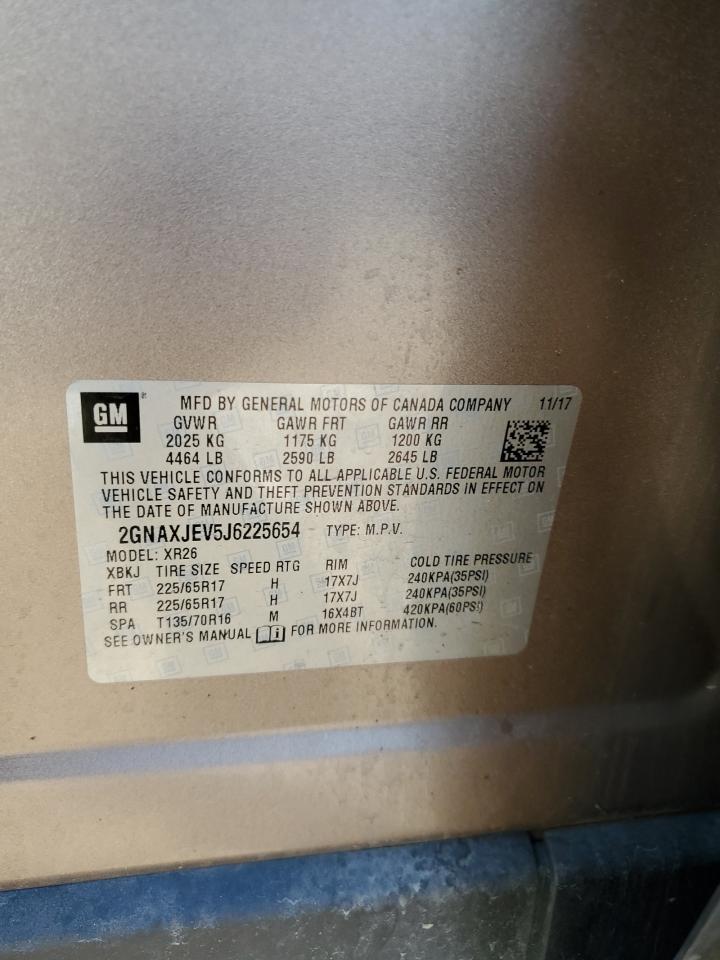 GM
MFD BY GENERAL MOTORS OF CANADA COMPANY 11/17
GVWR GAWR FRT GAWR RR
2025 KG 1175 KG 1200 KG
4464 LB 2590 LB 2645 LB
THIS VEHICLE CONFORMS TO ALL APPLICABLE U.S. FEDERAL MOTOR
VEHICLE SAFETY AND THEFT PREVENTION STANDARDS IN EFFECT ON
THE DATE OF MANUFACTURE SHOWN ABOVE.
2GNAXJEV5J6225654 TYPE: M.P.V.
MODEL: XR26
XBKJ TIRE SIZE SPEED RTG RIM COLD TIRE PRESSURE
FRT 225/65R17 H 17X7J 240KPA(35PSI)
RR 225/65R17 H 17X7J 240KPA(35PSI)
SPA T135/70R16 M 16X4BT 420KPA(60PSI)
SEE OWNER'S MANUAL FOR MORE INFORMATION.